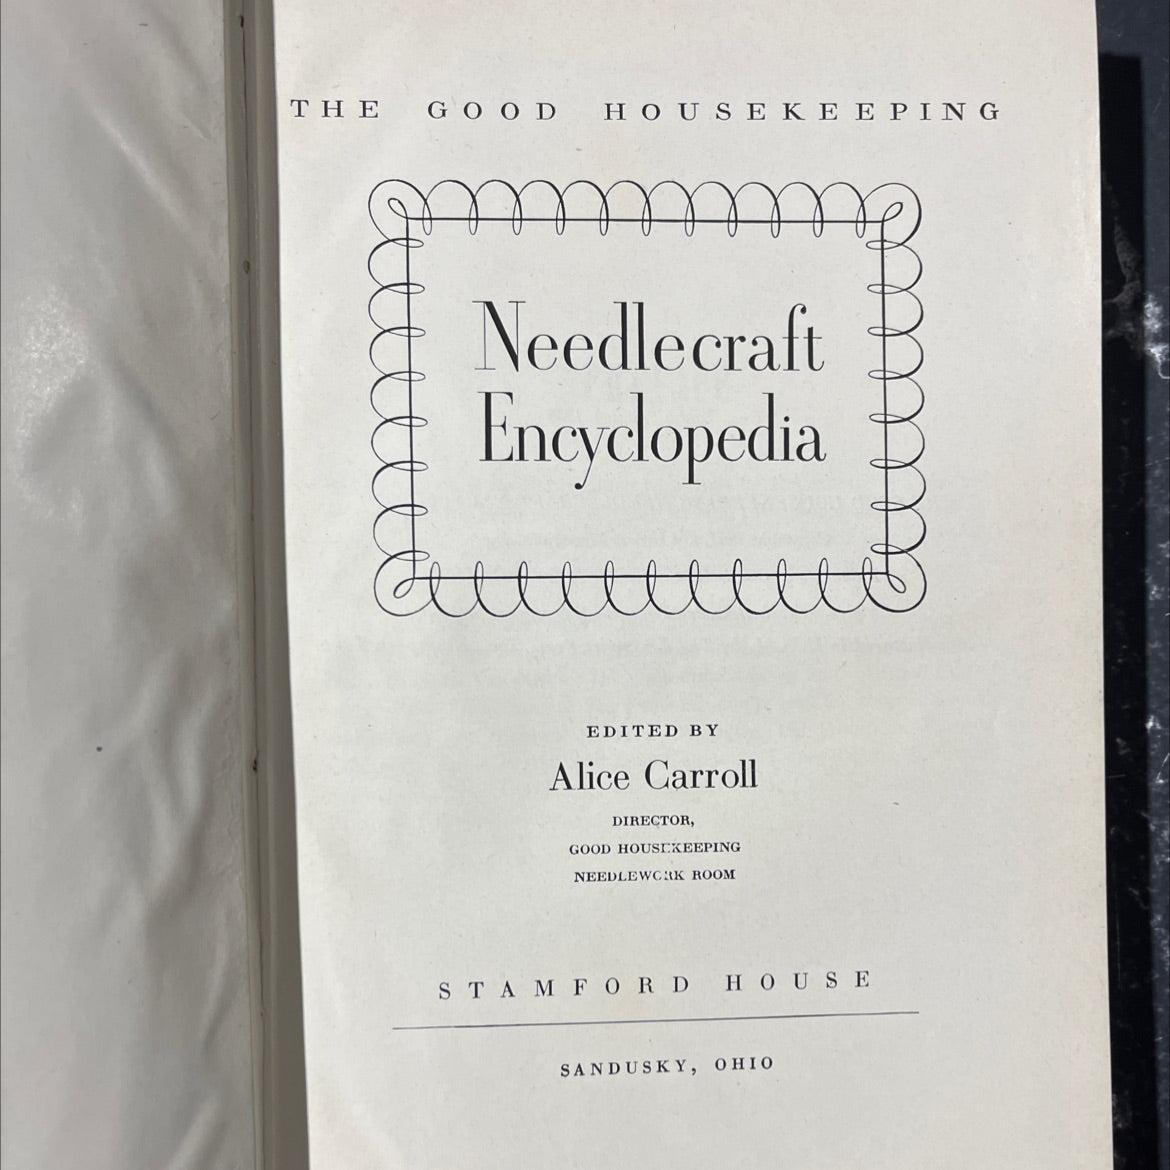 THE GOOD HOUSEKEEPING
Needlecraft
Encyclopedia
EDITED BY
Alice Carroll
DIRECTOR,
GOOD HOUSEKEEPING
NEEDLEWORK ROOM
STAMFORD HOUSE
SANDUSKY, OHIO